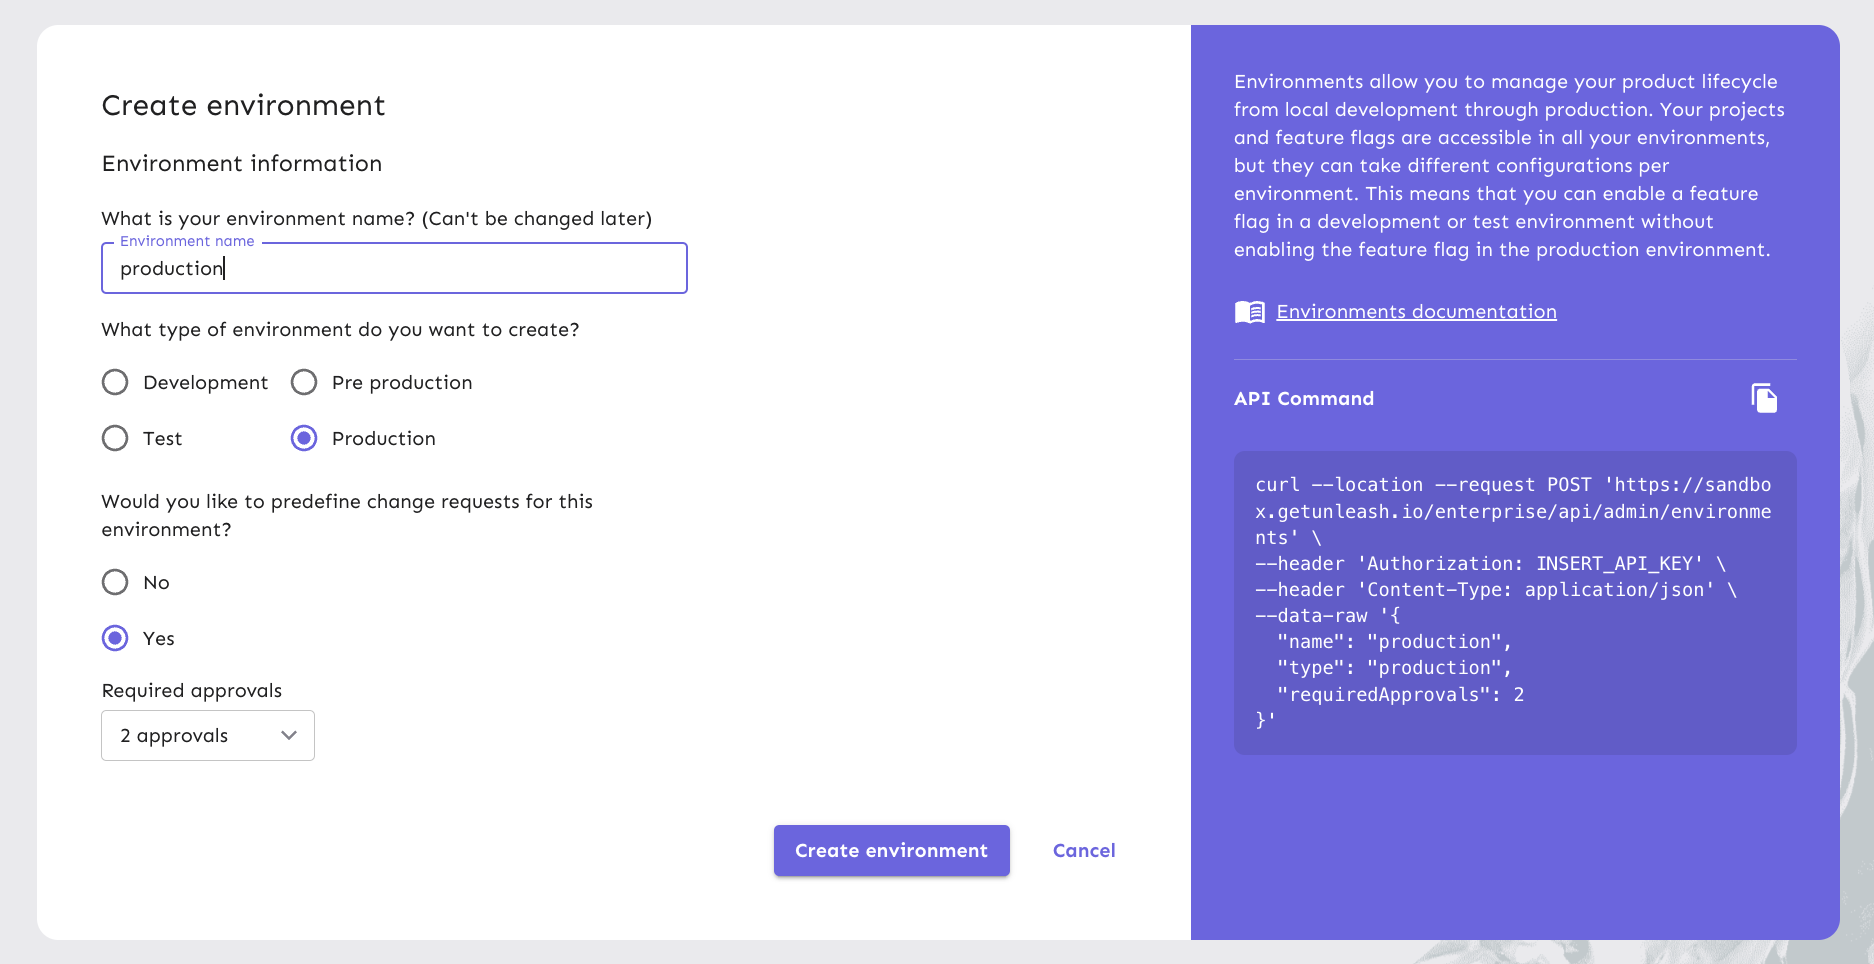 Create environment
Environment information
What is your environment name? (Can't be changed later)
Environment name
production
What type of environment do you want to create?
Development
Pre production
Test
Production
Would you like to predefine change requests for this
environment?
No
Yes
Required approvals
2 approvals
Create environment
Cancel
Environments allow you to manage your product lifecycle
from local development through production. Your projects
and feature flags are accessible in all your environments,
but they can take different configurations per
environment. This means that you can enable a feature
flag in a development or test environment without
enabling the feature flag in the production environment.
Environments documentation
API Command
curl --location --request POST 'https://sandbo
x.getunleash.io/enterprise/api/admin/environme
nts' \
--header 'Authorization: INSERT_API_KEY' \
--header 'Content-Type: application/json' \
--data-raw '{
  "name": "production",
  "type": "production",
  "requiredApprovals": 2
}'